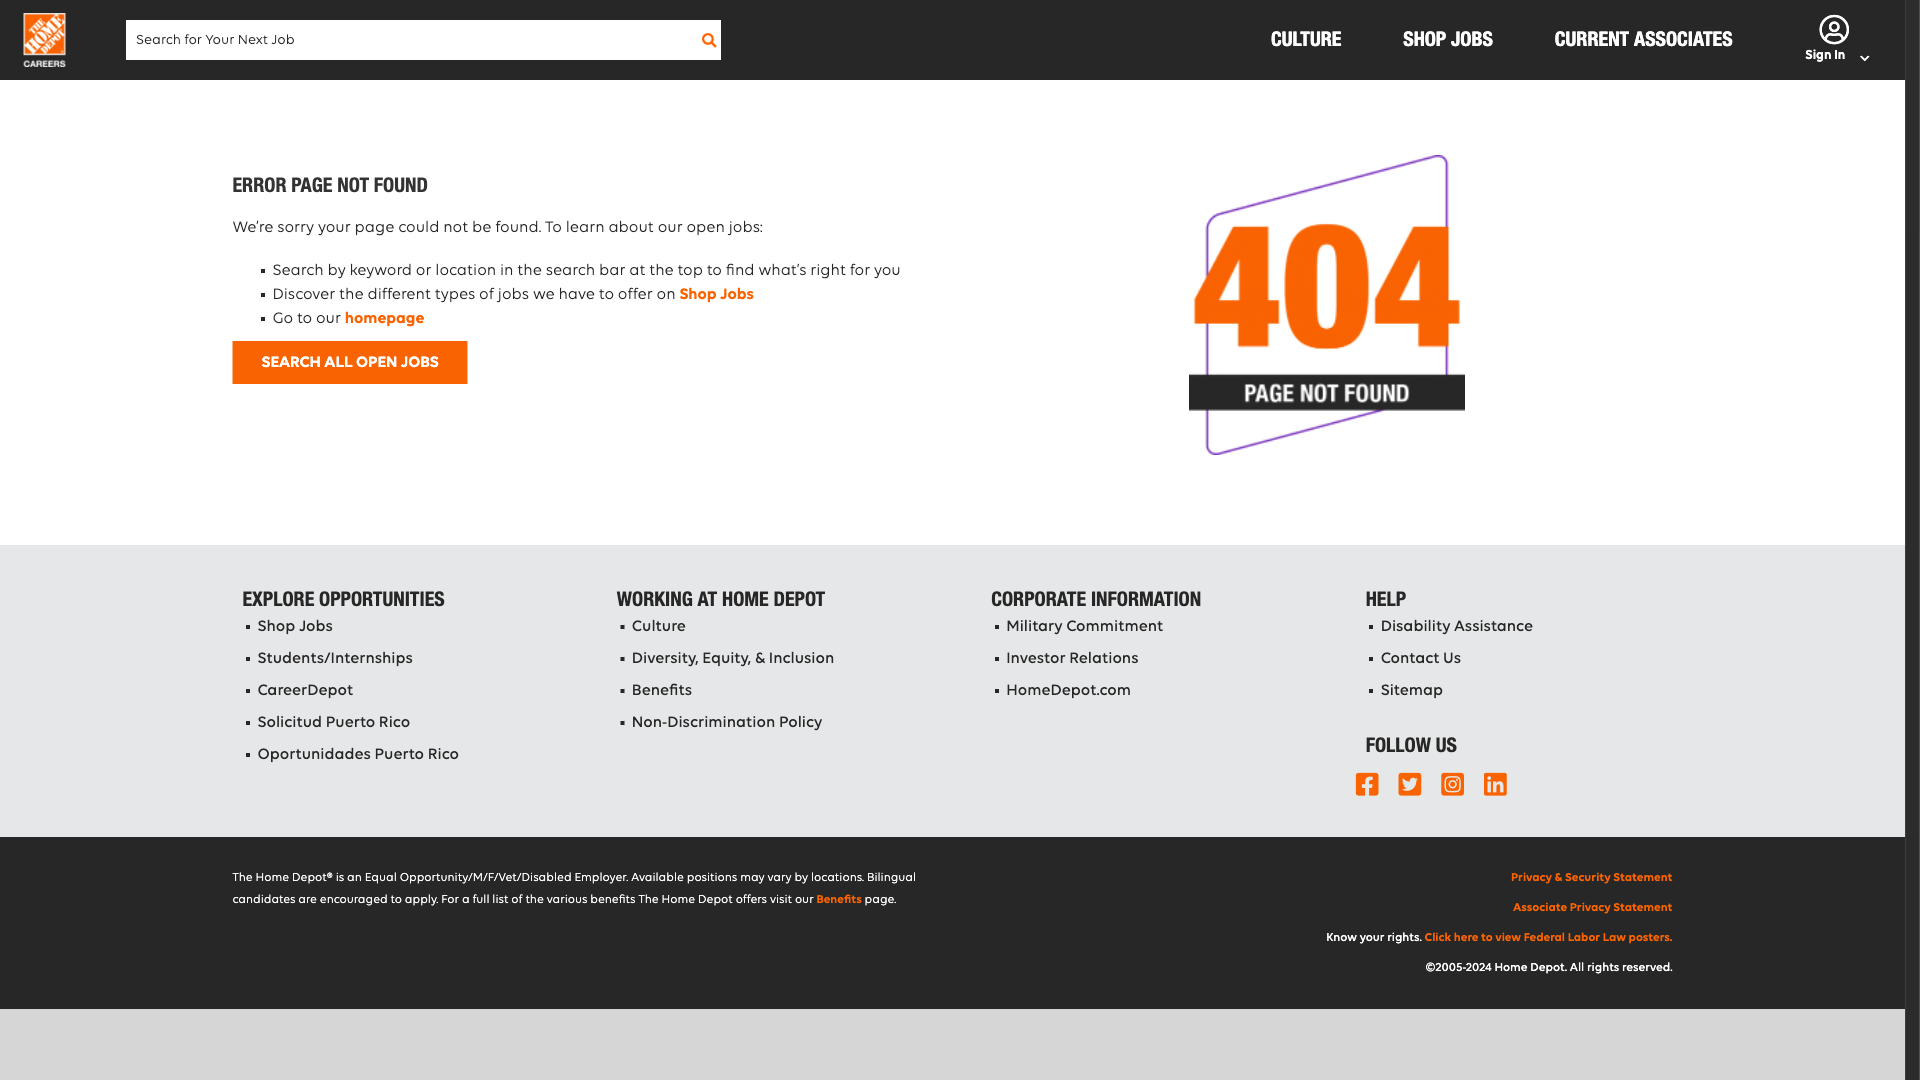 THE HOME DEPOT
CAREERS
Search for Your Next Job
CULTURE
SHOP JOBS
CURRENT ASSOCIATES
Sign In
ERROR PAGE NOT FOUND
We're sorry your page could not be found. To learn about our open jobs:
Search by keyword or location in the search bar at the top to find what's right for you
Discover the different types of jobs we have to offer on Shop Jobs
Go to our homepage
SEARCH ALL OPEN JOBS
404
PAGE NOT FOUND
EXPLORE OPPORTUNITIES
Shop Jobs
Students/Internships
CareerDepot
Solicitud Puerto Rico
Oportunidades Puerto Rico
WORKING AT HOME DEPOT
Culture
Diversity, Equity, & Inclusion
Benefits
Non-Discrimination Policy
CORPORATE INFORMATION
Military Commitment
Investor Relations
HomeDepot.com
HELP
Disability Assistance
Contact Us
Sitemap
FOLLOW US
The Home Depot® is an Equal Opportunity/M/F/Vet/Disabled Employer. Available positions may vary by locations. Bilingual
candidates are encouraged to apply. For a full list of the various benefits The Home Depot offers visit our Benefits page.
Privacy & Security Statement
Associate Privacy Statement
Know your rights. Click here to view Federal Labor Law posters.
©2005-2024 Home Depot. All rights reserved.